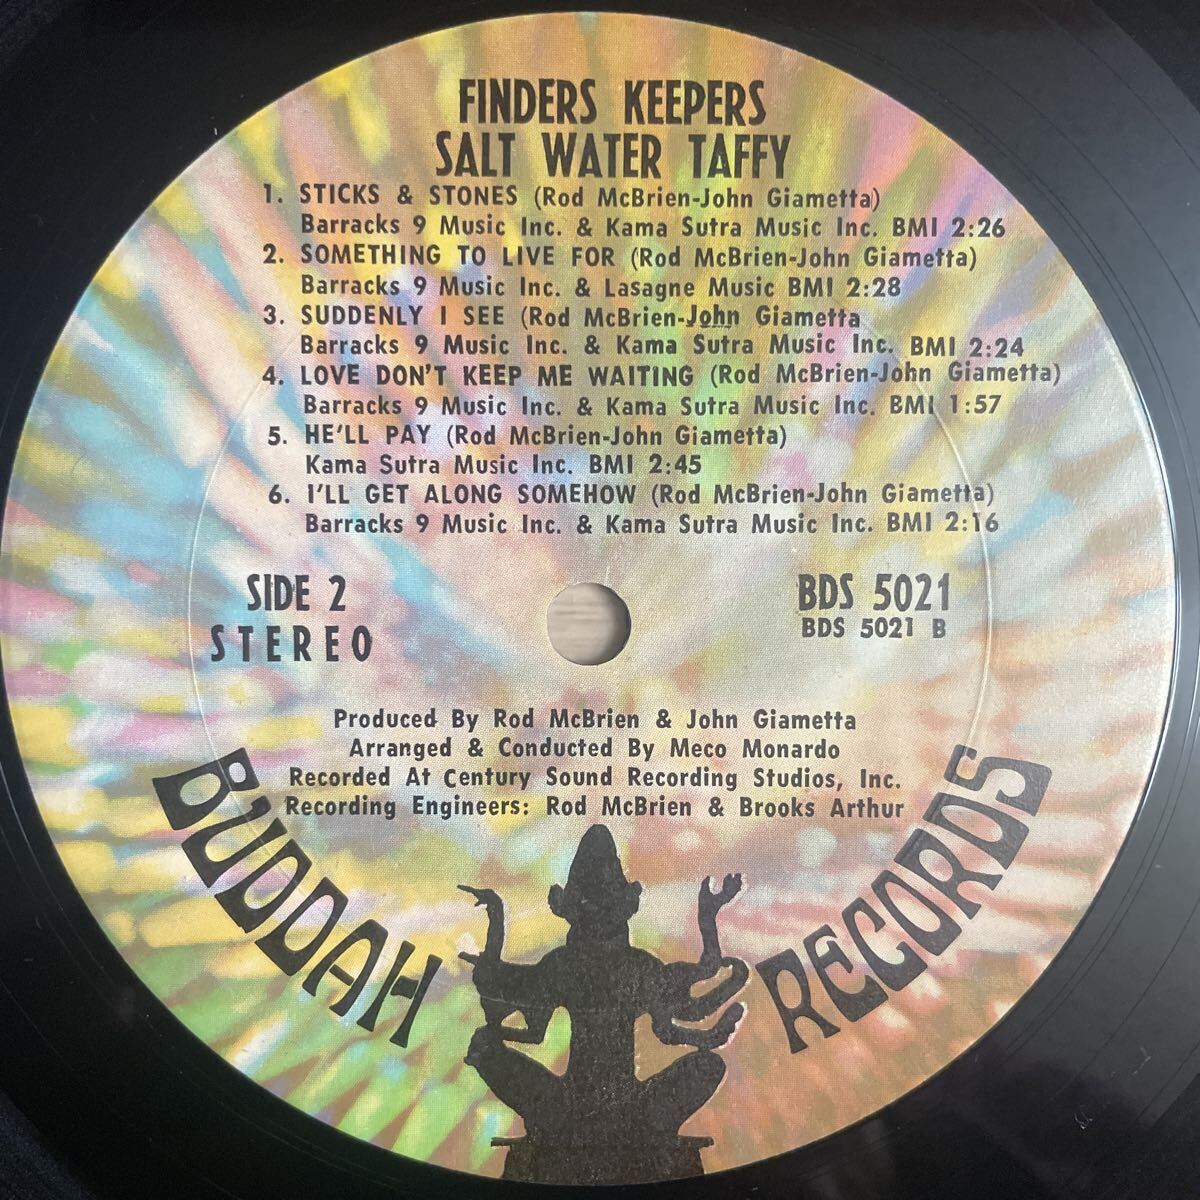 FINDERS KEEPERS
SALT WATER TAFFY
1. STICKS & STONES (Rod McBrien-John Giametta)
Barracks 9 Music Inc. & Kama Sutra Music Inc. BMI 2:26
2. SOMETHING TO LIVE FOR (Rod McBrien-John Giametta)
Barracks 9 Music Inc. & Lasagne Music BMI 2:28
3. SUDDENLY I SEE (Rod McBrien-John Giametta
Barracks 9 Music Inc. & Kama Sutra Music Inc. BMI 2:24
4. LOVE DON'T KEEP ME WAITING (Rod McBrien-John Giametta)
Barracks 9 Music Inc. & Kama Sutra Music Inc. BMI 1:57
5. HE'LL PAY (Rod McBrien-John Giametta)
Kama Sutra Music Inc. BMI 2:45
6. I'LL GET ALONG SOMEHOW (Rod McBrien-John Giametta)
Barracks 9 Music Inc. & Kama Sutra Music Inc. BMI 2:16
SIDE 2
STEREO
BDS 5021
BDS 5021 B
Produced By Rod McBrien & John Giametta
Arranged & Conducted By Meco Monardo
Recorded At Century Sound Recording Studios, Inc.
Recording Engineers: Rod McBrien & Brooks Arthur
BUDDAH RECORDS